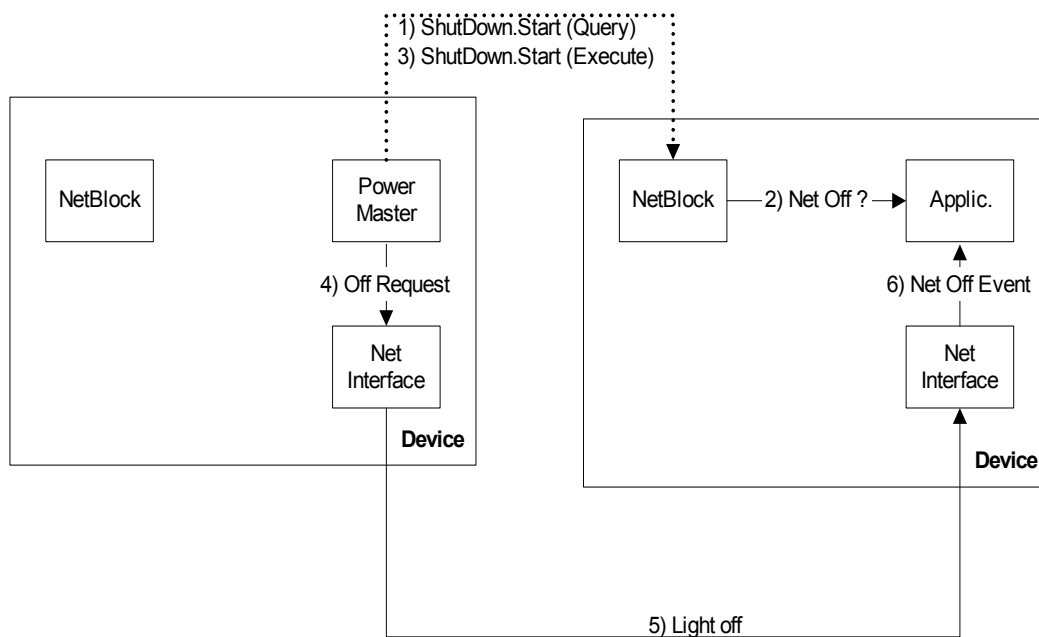 1) ShutDown.Start (Query)
3) ShutDown.Start (Execute)
NetBlock
Power
Master
NetBlock
2) Net Off ?
Applic.
4) Off Request
6) Net Off Event
Net
Interface
Net
Interface
Device
Device
5) Light off